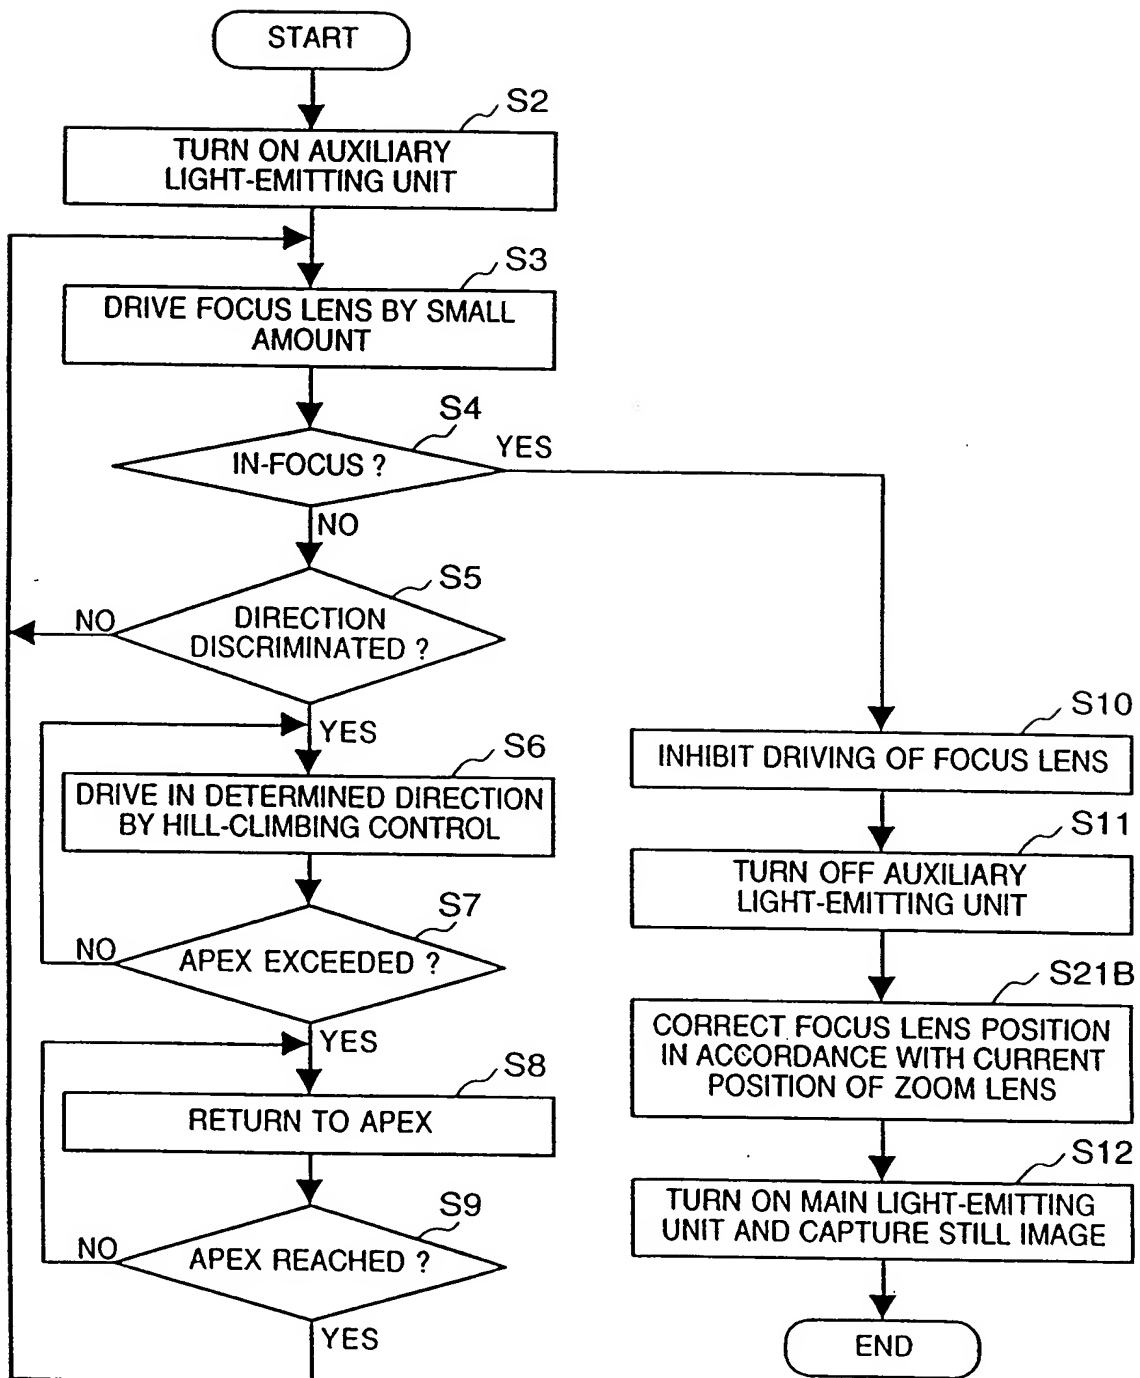 START
S2
TURN ON AUXILIARY
LIGHT-EMITTING UNIT
S3
DRIVE FOCUS LENS BY SMALL
AMOUNT
S4
IN-FOCUS ?
YES
NO
S5
DIRECTION
DISCRIMINATED ?
NO
YES
S6
DRIVE IN DETERMINED DIRECTION
BY HILL-CLIMBING CONTROL
S7
APEX EXCEEDED ?
NO
YES
S8
RETURN TO APEX
S9
APEX REACHED ?
NO
YES
S10
INHIBIT DRIVING OF FOCUS LENS
S11
TURN OFF AUXILIARY
LIGHT-EMITTING UNIT
S21B
CORRECT FOCUS LENS POSITION
IN ACCORDANCE WITH CURRENT
POSITION OF ZOOM LENS
S12
TURN ON MAIN LIGHT-EMITTING
UNIT AND CAPTURE STILL IMAGE
END